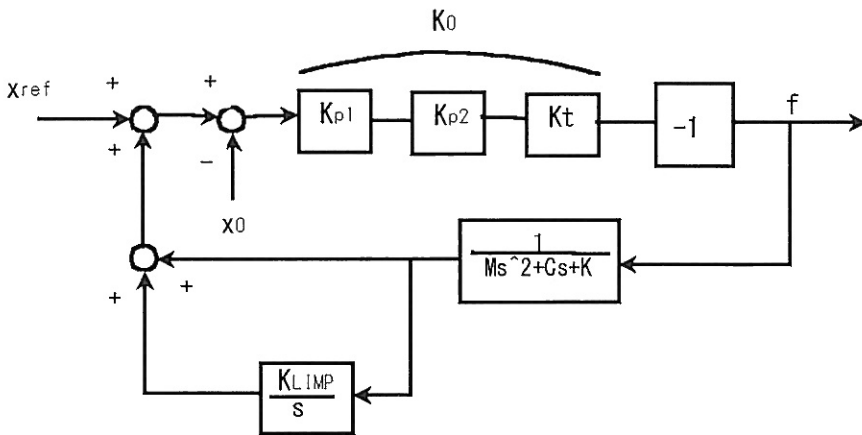 K0
Xref
+
+
Kp1
Kp2
Kt
-1
f
+
-
x0
1
Ms^2+Cs+K
+
+
KLIMP
s